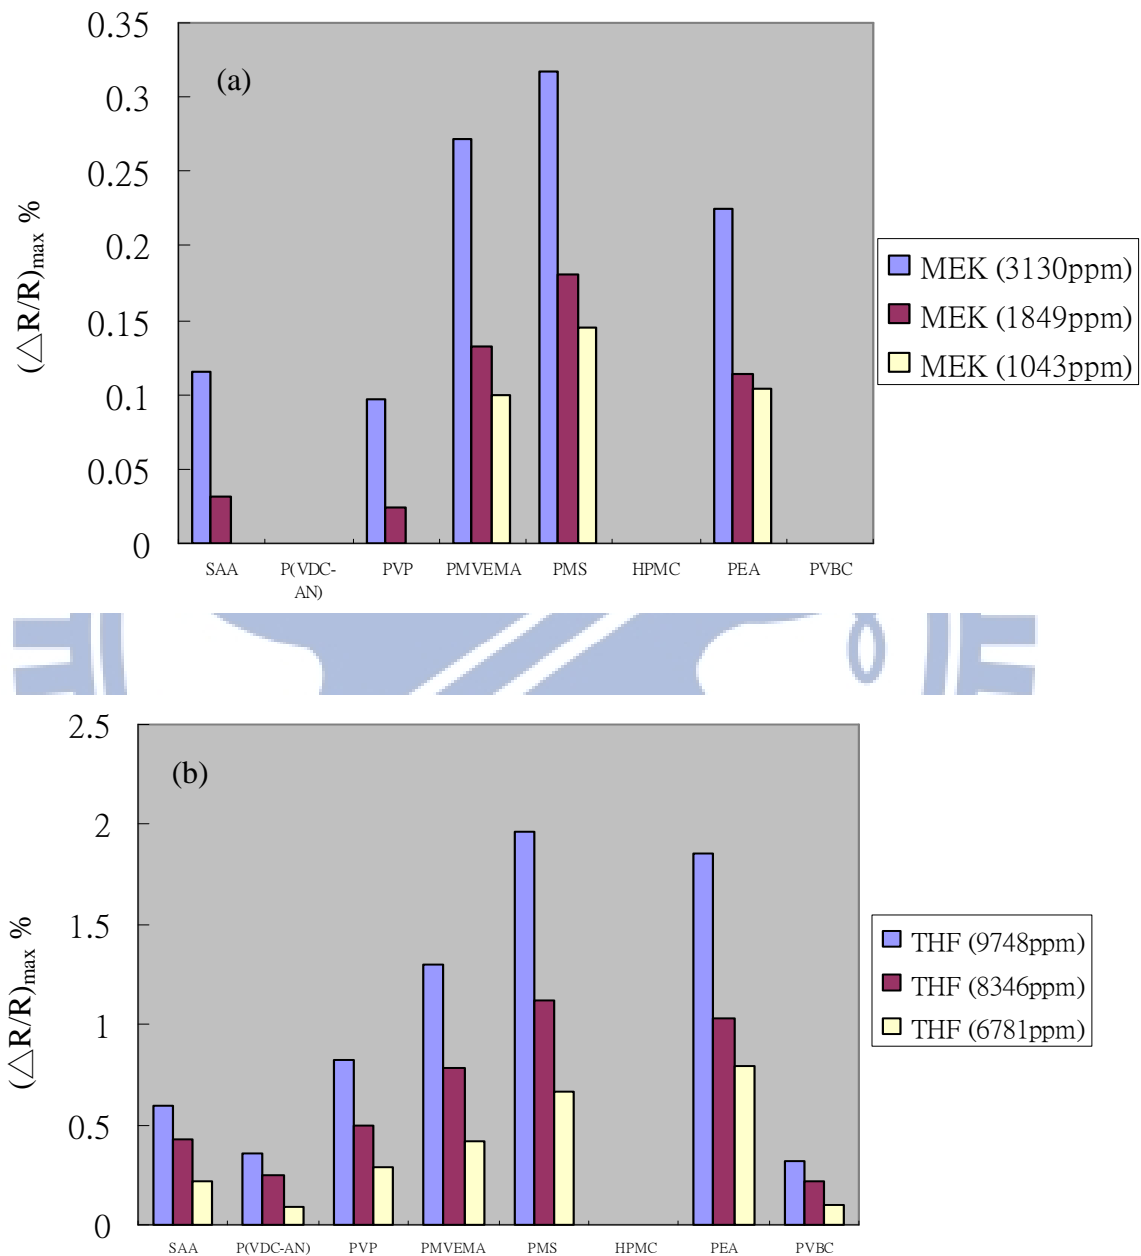 0.35
(a)
0.3
0.25
0.2
0.15
0.1
0.05
0
(△R/R)max %
MEK (3130ppm)
MEK (1849ppm)
MEK (1043ppm)
SAA P(VDC- PVP PMVEMA PMS HPMC PEA PVBC
AN)
2.5
(b)
2
1.5
1
0.5
0
(△R/R)max %
THF (9748ppm)
THF (8346ppm)
THF (6781ppm)
SAA P(VDC-AN) PVP PMVEMA PMS HPMC PEA PVBC